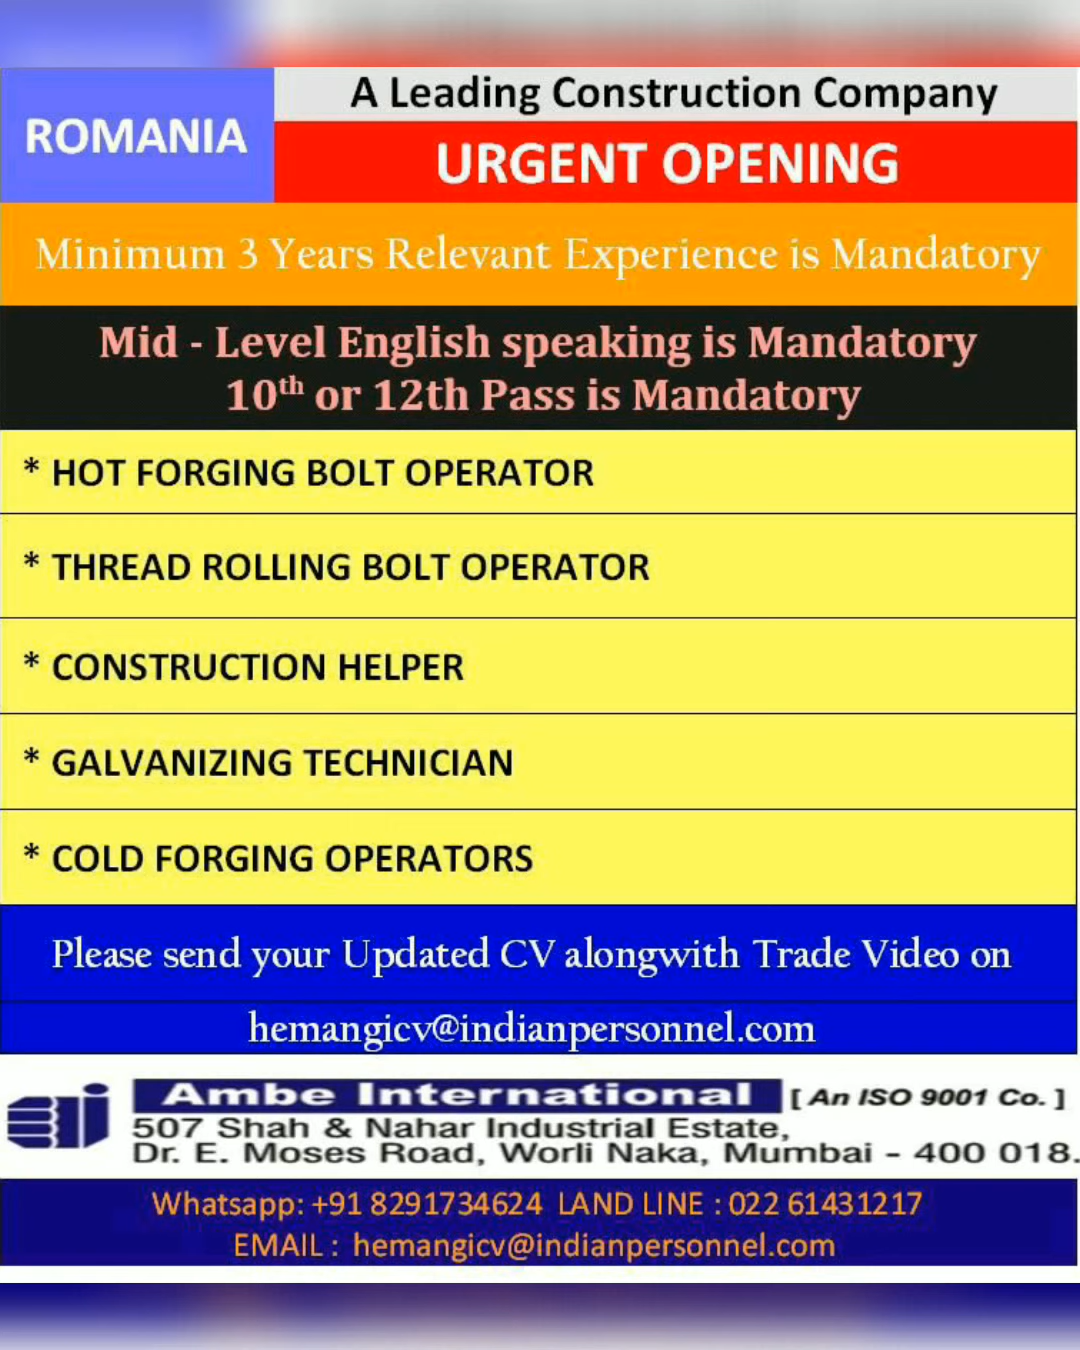 ROMANIA
A Leading Construction Company
URGENT OPENING
Minimum 3 Years Relevant Experience is Mandatory
Mid - Level English speaking is Mandatory
10th or 12th Pass is Mandatory
* HOT FORGING BOLT OPERATOR
* THREAD ROLLING BOLT OPERATOR
* CONSTRUCTION HELPER
* GALVANIZING TECHNICIAN
* COLD FORGING OPERATORS
Please send your Updated CV alongwith Trade Video on
hemangicv@indianpersonnel.com
Ambe International [ An ISO 9001 Co. ]
507 Shah & Nahar Industrial Estate,
Dr. E. Moses Road, Worli Naka, Mumbai - 400 018.
Whatsapp: +91 8291734624 LAND LINE : 022 61431217
EMAIL : hemangicv@indianpersonnel.com